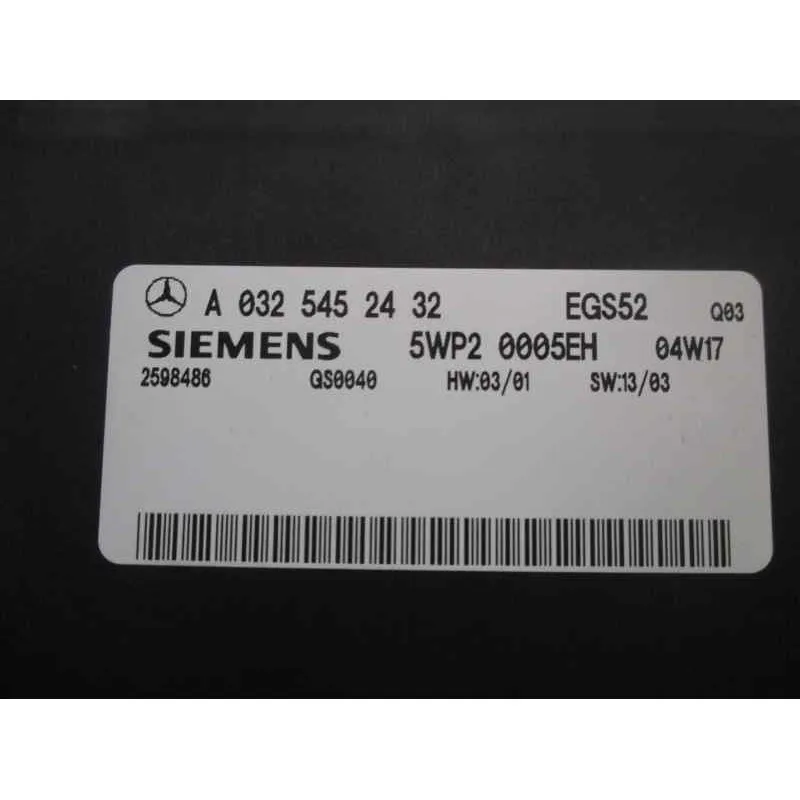 A 032 545 24 32 EGS52 Q03
SIEMENS 5WP2 0005EH 04W17
2598486 QS0040 HW:03/01 SW:13/03